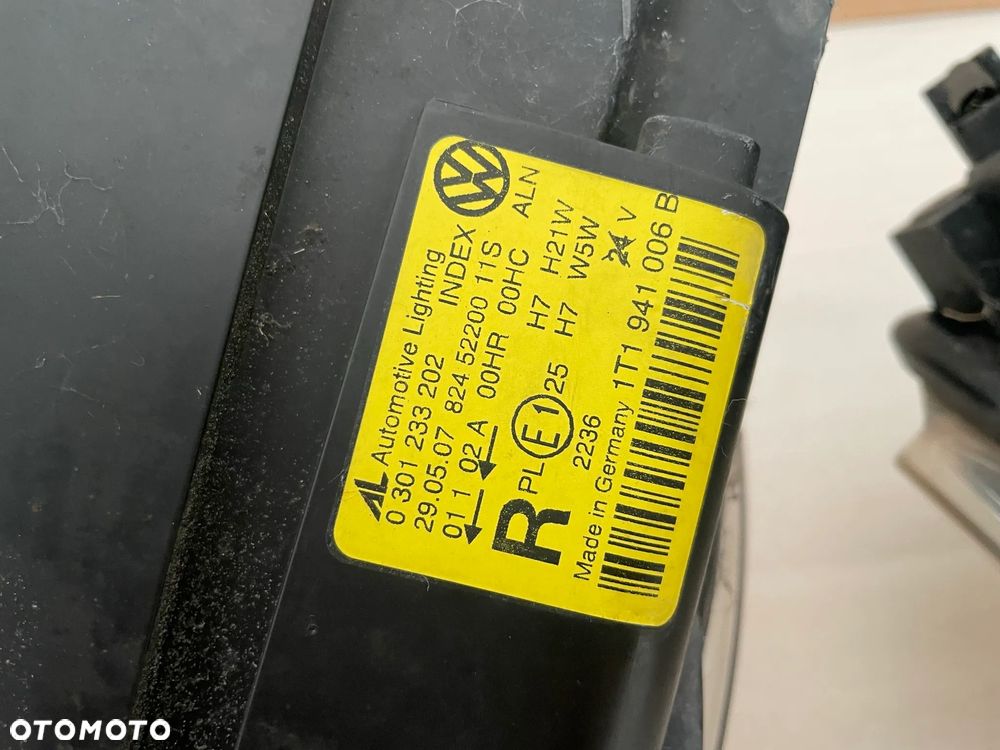 AL Automotive Lighting
0 301 233 202 INDEX
29.05.07 824 52200 11S
01 1 02 A 00HR 00HC ALN
R PL E1 25 H7 H21W
H7 W5W
2236 24 V
Made in Germany 1T1 941 006 B
OTOMOTO